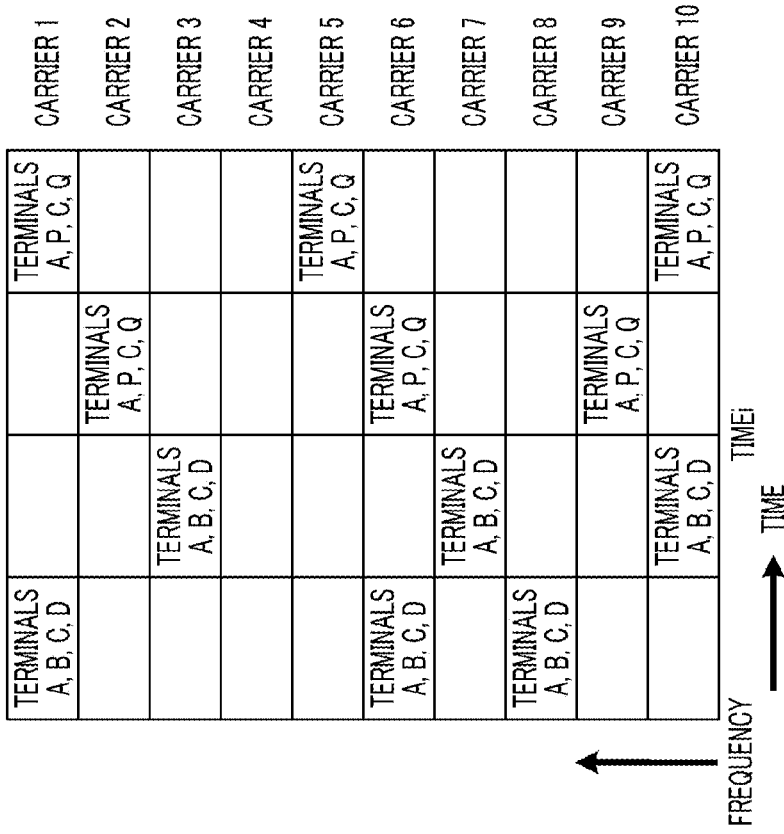 TERMINALS
A, B, C, D
TERMINALS
A, P, C, Q
CARRIER 1
TERMINALS
A, P, C, Q
CARRIER 2
TERMINALS
A, B, C, D
CARRIER 3
CARRIER 4
TERMINALS
A, P, C, Q
CARRIER 5
TERMINALS
A, B, C, D
TERMINALS
A, P, C, Q
CARRIER 6
TERMINALS
A, B, C, D
CARRIER 7
TERMINALS
A, B, C, D
CARRIER 8
TERMINALS
A, P, C, Q
CARRIER 9
TERMINALS
A, B, C, D
TERMINALS
A, P, C, Q
CARRIER 10
FREQUENCY
TIMEi
TIME